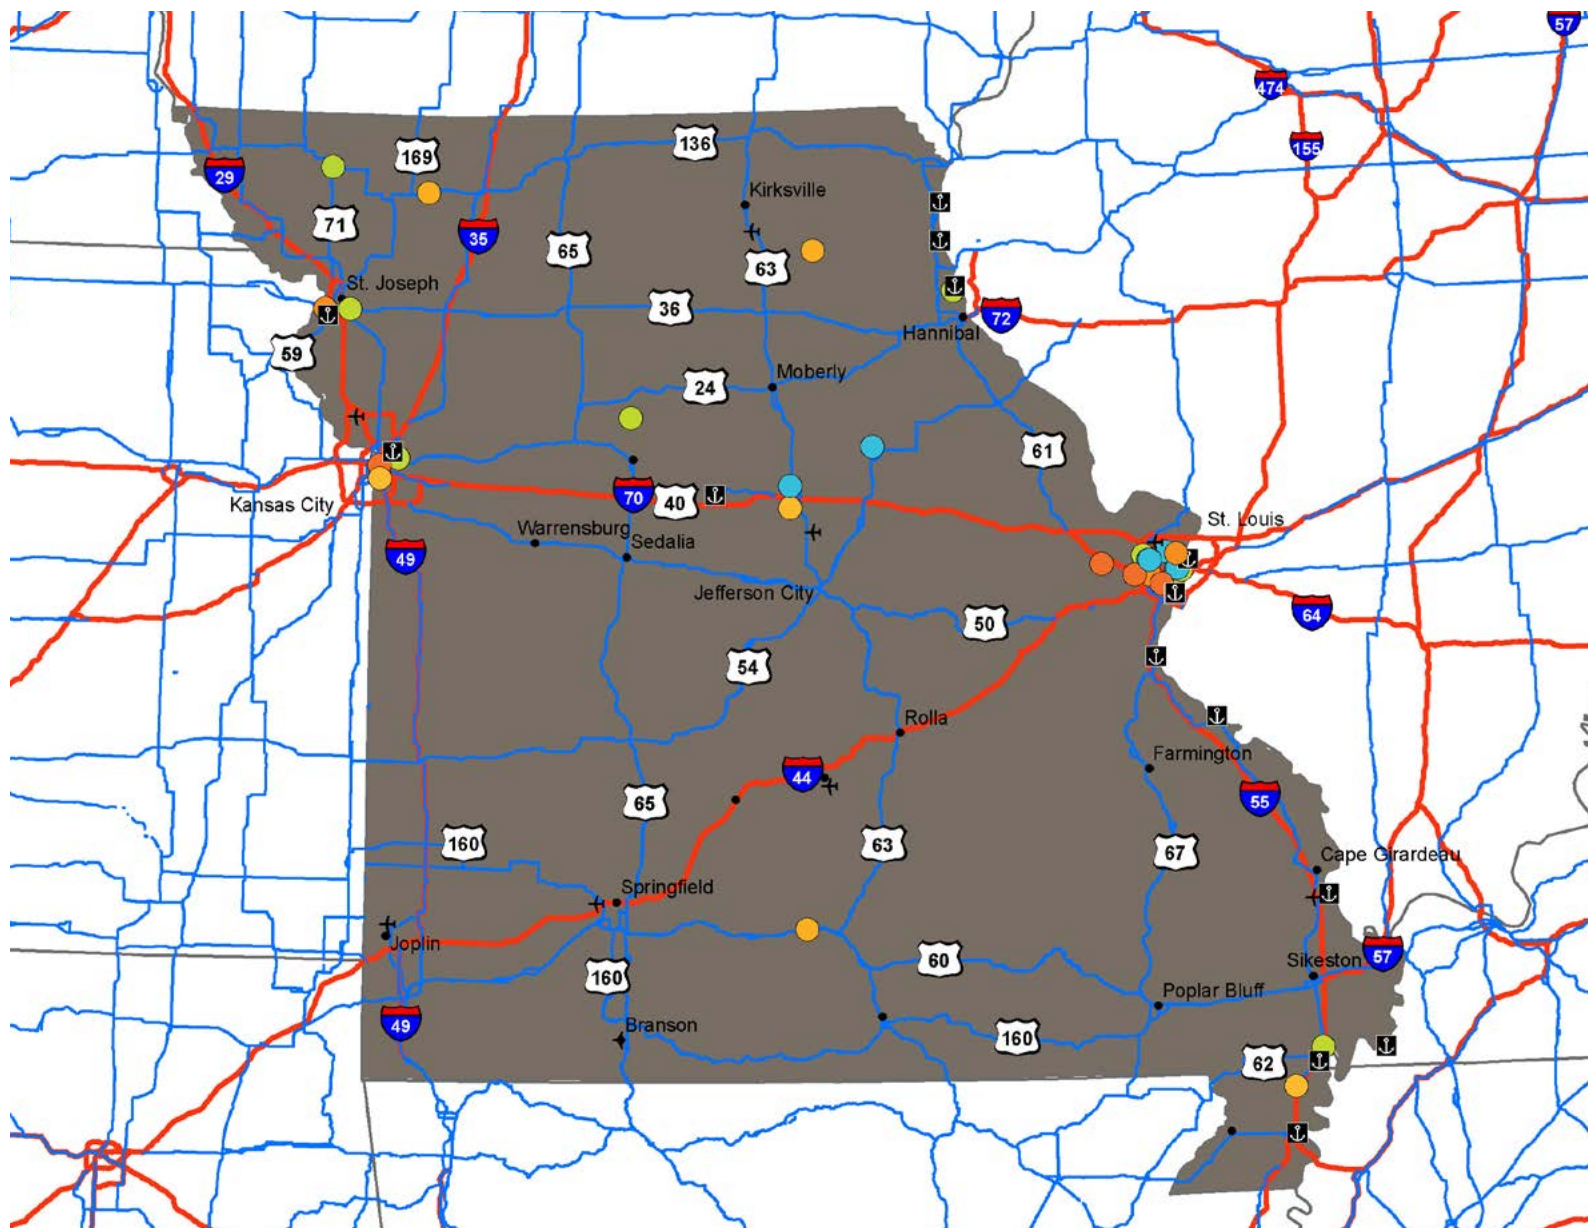 57
474
155
136
169
29
Kirksville
71
35
65
63
St. Joseph
36
72
Hannibal
59
Moberly
24
61
70
40
Kansas City
St. Louis
Warrensburg
Sedalia
49
Jefferson City
64
50
54
Rolla
Farmington
44
55
65
160
63
67
Cape Girardeau
Springfield
Joplin
60
57
Sikeston
160
Poplar Bluff
49
Branson
160
62